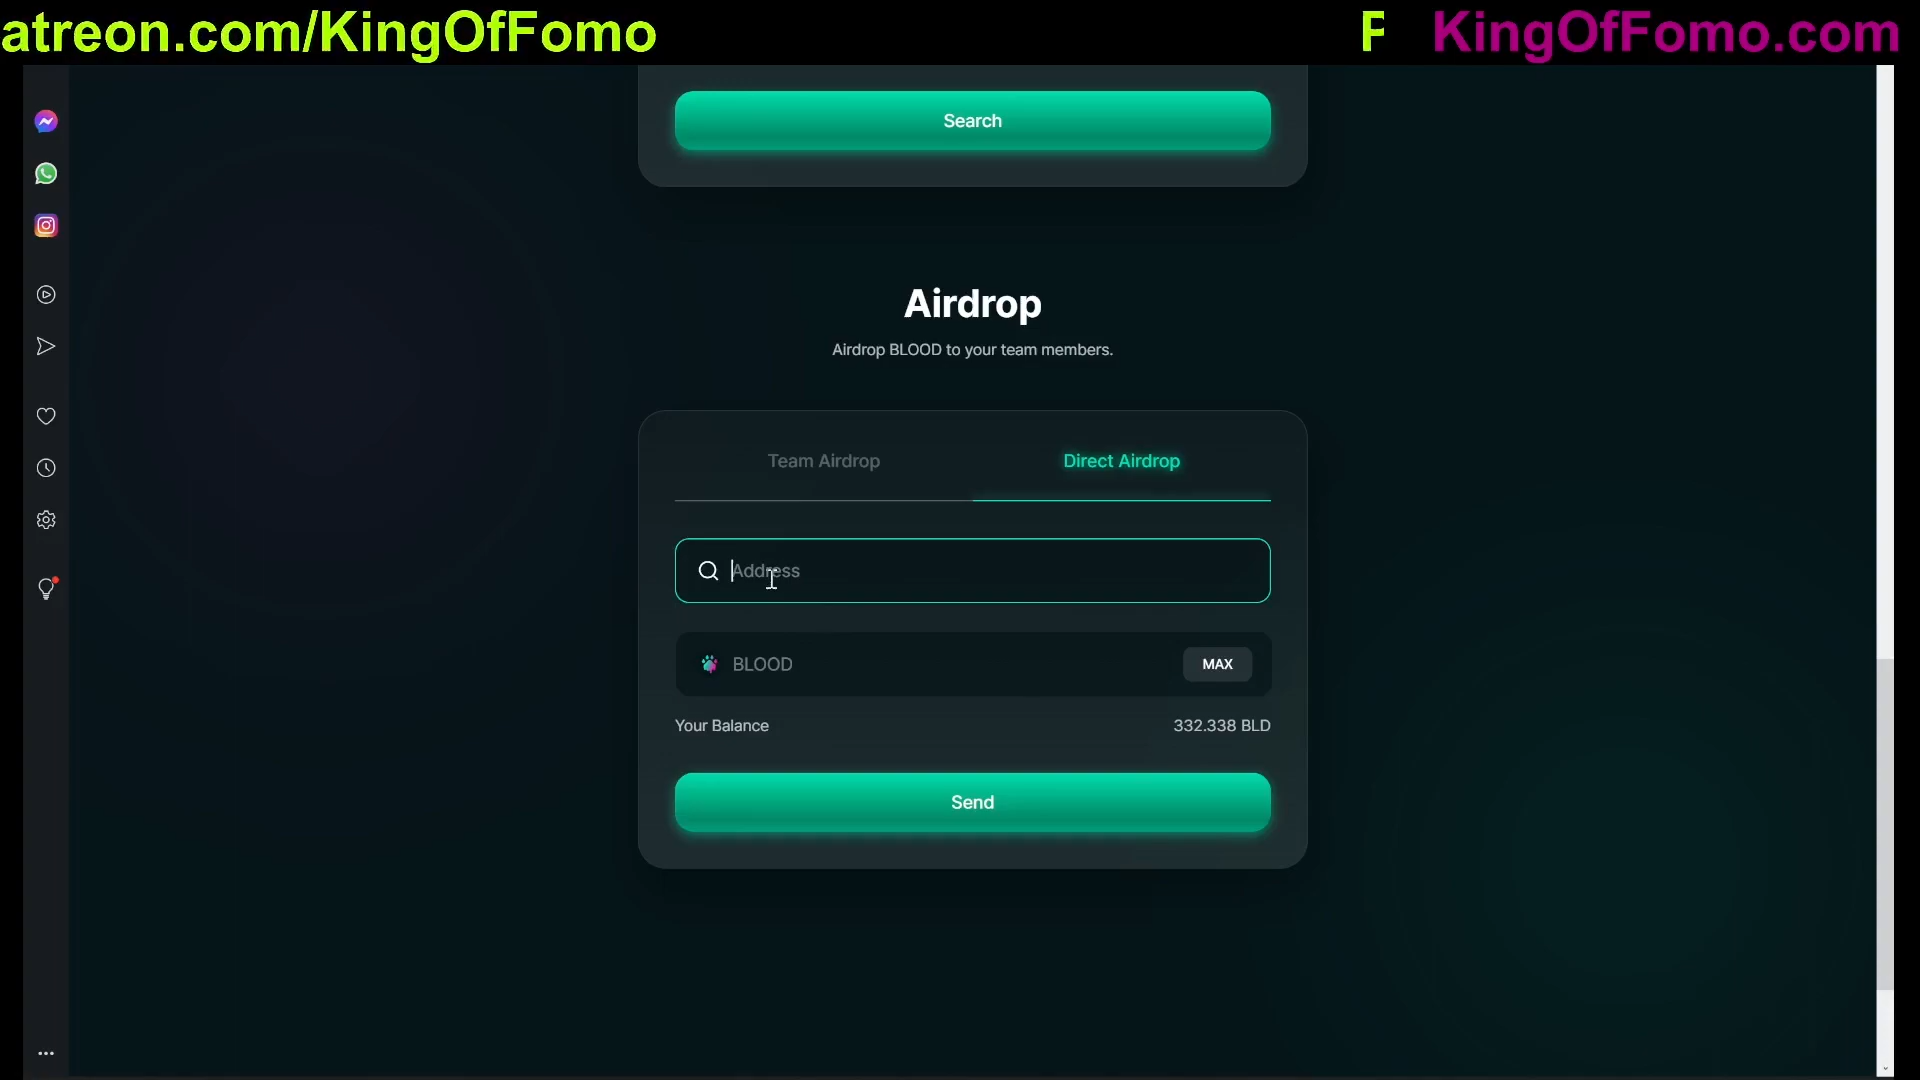 atreon.com/KingOfFomo
P
KingOfFomo.com
Search
Airdrop
Airdrop BLOOD to your team members.
Team Airdrop
Direct Airdrop
Address
BLOOD
MAX
Your Balance
332.338 BLD
Send